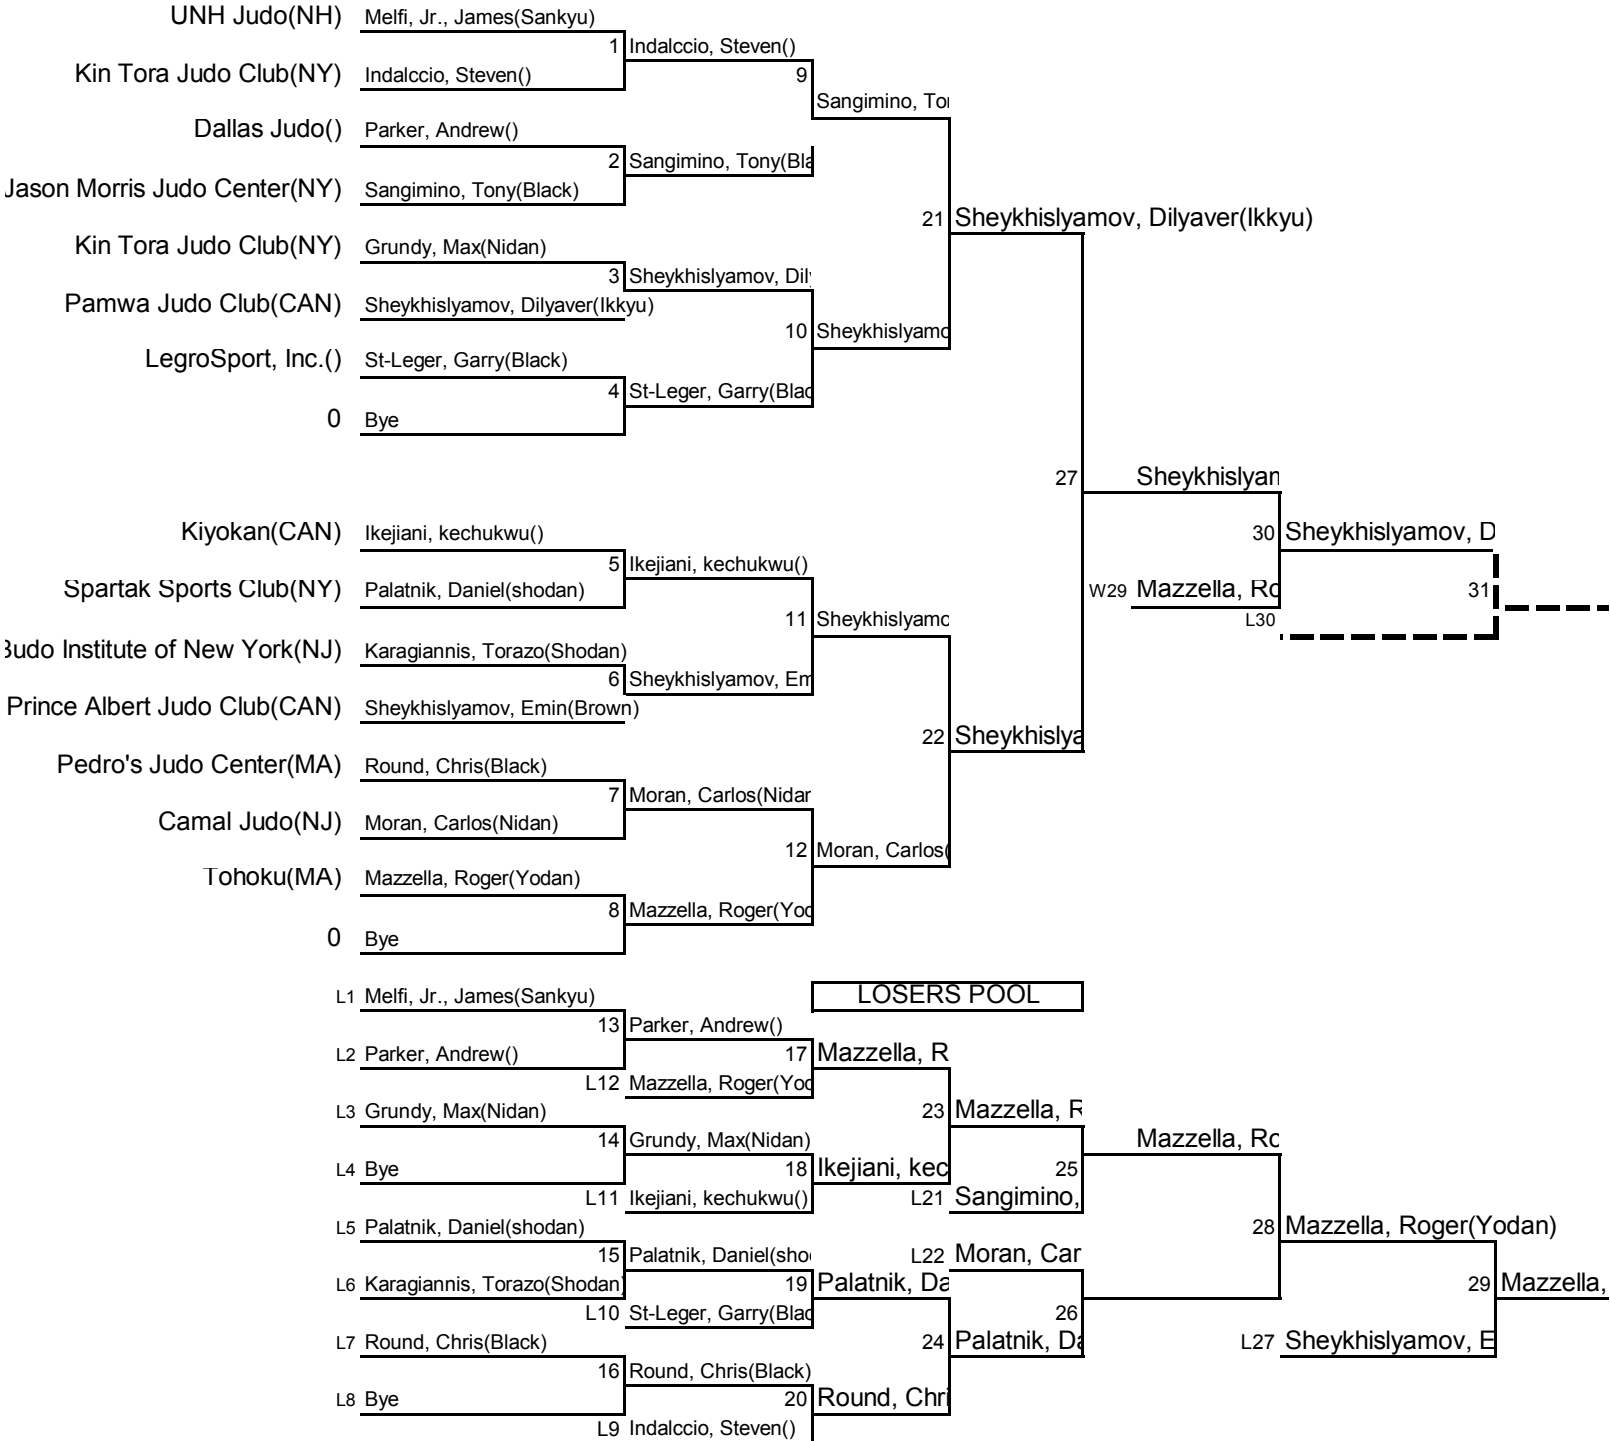 UNH Judo(NH) Melfi, Jr., James(Sankyu)
1 Indalccio, Steven()
Kin Tora Judo Club(NY) Indalccio, Steven() 9
Sangimino, To
Dallas Judo() Parker, Andrew()
2 Sangimino, Tony(Bla
Jason Morris Judo Center(NY) Sangimino, Tony(Black)
21 Sheykhislyamov, Dilyaver(Ikkyu)
Kin Tora Judo Club(NY) Grundy, Max(Nidan)
3 Sheykhislyamov, Dil
Pamwa Judo Club(CAN) Sheykhislyamov, Dilyaver(Ikkyu)
10 Sheykhislyamo
LegroSport, Inc.() St-Leger, Garry(Black)
4 St-Leger, Garry(Blac
0 Bye
27 Sheykhislyam
Kiyokan(CAN) Ikejiani, kechukwu() 30 Sheykhislyamov, D
5 Ikejiani, kechukwu()
Spartak Sports Club(NY) Palatnik, Daniel(shodan) W29 Mazzella, Ro 31
11 Sheykhislyamo L30
Budo Institute of New York(NJ) Karagiannis, Torazo(Shodan)
6 Sheykhislyamov, Em
Prince Albert Judo Club(CAN) Sheykhislyamov, Emin(Brown)
22 Sheykhislya
Pedro's Judo Center(MA) Round, Chris(Black)
7 Moran, Carlos(Nidan
Camal Judo(NJ) Moran, Carlos(Nidan)
12 Moran, Carlos(
Tohoku(MA) Mazzella, Roger(Yodan)
8 Mazzella, Roger(Yod
0 Bye
L1 Melfi, Jr., James(Sankyu) LOSERS POOL
13 Parker, Andrew()
L2 Parker, Andrew() 17 Mazzella, R
L12 Mazzella, Roger(Yod
L3 Grundy, Max(Nidan) 23 Mazzella, R
14 Grundy, Max(Nidan) Mazzella, Ro
L4 Bye 18 Ikejiani, kec 25
L11 Ikejiani, kechukwu() L21 Sangimino,
L5 Palatnik, Daniel(shodan) 28 Mazzella, Roger(Yodan)
15 Palatnik, Daniel(sho L22 Moran, Car
L6 Karagiannis, Torazo(Shodan) 19 Palatnik, Da 29 Mazzella,
L10 St-Leger, Garry(Blac 26
L7 Round, Chris(Black) 24 Palatnik, Da L27 Sheykhislyamov, E
16 Round, Chris(Black)
L8 Bye 20 Round, Chri
L9 Indalccio, Steven()